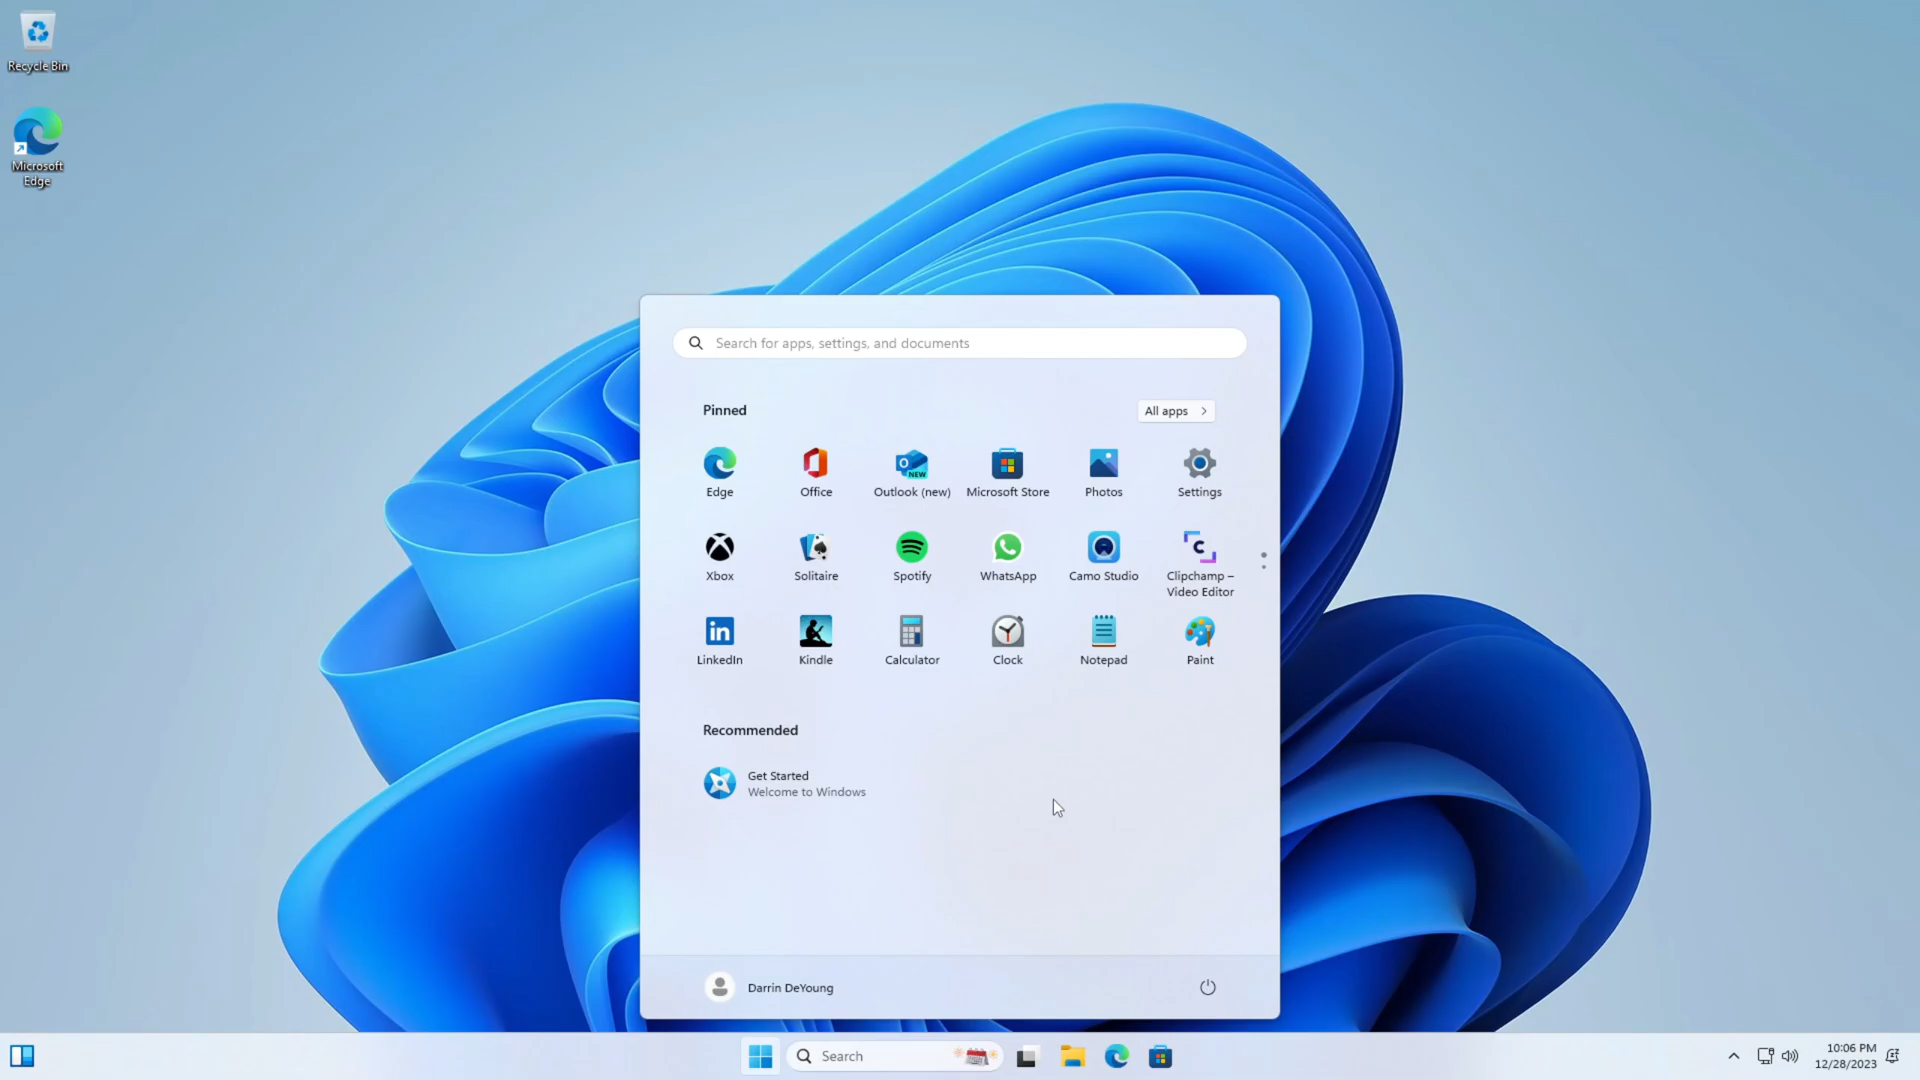 Recycle Bin
Microsoft
Edge
Search for apps, settings, and documents
Pinned
All apps
Edge
Office
Outlook (new)
Microsoft Store
Photos
Settings
Xbox
Solitaire
Spotify
WhatsApp
Camo Studio
Clipchamp –
Video Editor
LinkedIn
Kindle
Calculator
Clock
Notepad
Paint
Recommended
Get Started
Welcome to Windows
Darrin DeYoung
Search
10:06 PM
12/28/2023